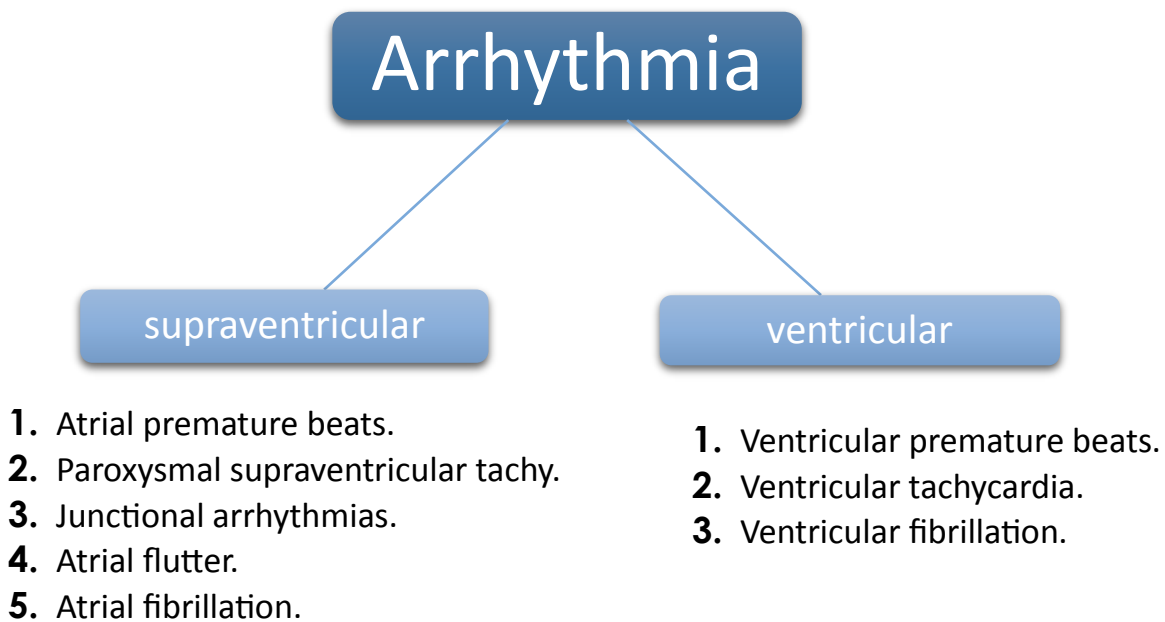 Arrhythmia
supraventricular
1. Atrial premature beats.
2. Paroxysmal supraventricular tachy.
3. Junctional arrhythmias.
4. Atrial flutter.
5. Atrial fibrillation.
ventricular
1. Ventricular premature beats.
2. Ventricular tachycardia.
3. Ventricular fibrillation.